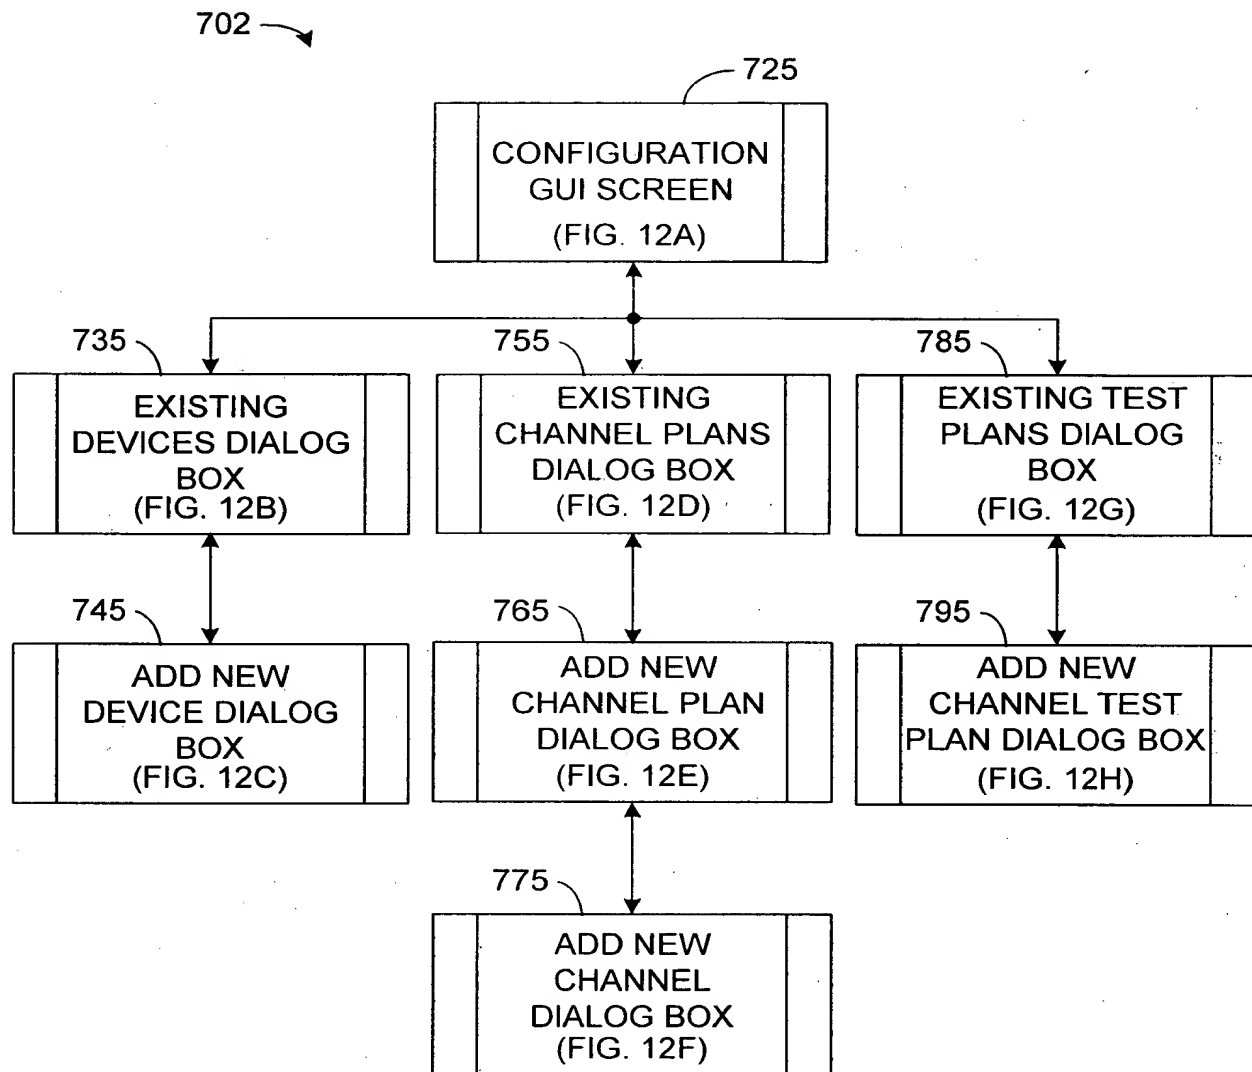 702
725
CONFIGURATION
GUI SCREEN
(FIG. 12A)
735
EXISTING
DEVICES DIALOG
BOX
(FIG. 12B)
755
EXISTING
CHANNEL PLANS
DIALOG BOX
(FIG. 12D)
785
EXISTING TEST
PLANS DIALOG
BOX
(FIG. 12G)
745
ADD NEW
DEVICE DIALOG
BOX
(FIG. 12C)
765
ADD NEW
CHANNEL PLAN
DIALOG BOX
(FIG. 12E)
795
ADD NEW
CHANNEL TEST
PLAN DIALOG BOX
(FIG. 12H)
775
ADD NEW
CHANNEL
DIALOG BOX
(FIG. 12F)